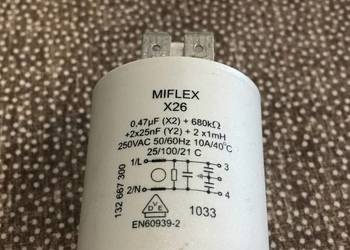 MIFLEX
X26
0,47µF (X2) + 680kΩ
+2x25nF (Y2) + 2 x1mH
250VAC 50/60Hz 10A/40°C
25/100/21 C
1/L
3
2/N
4
132 667 300
VDE
1033
EN60939-2